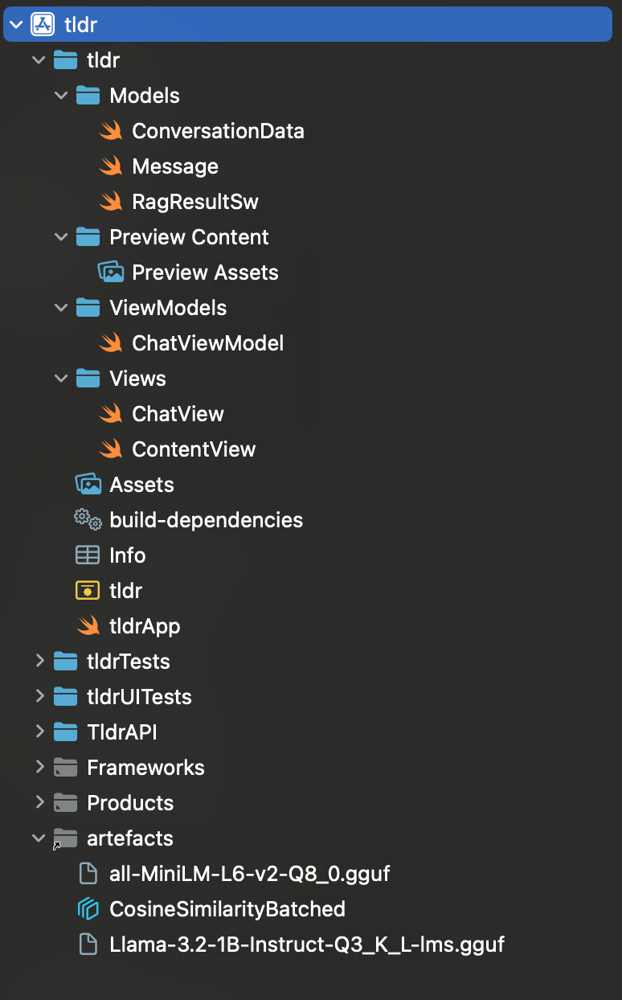 tldr
tldr
Models
ConversationData
Message
RagResultSw
Preview Content
Preview Assets
ViewModels
ChatViewModel
Views
ChatView
ContentView
Assets
build-dependencies
Info
tldr
tldrApp
tldrTests
tldrUITests
TldrAPI
Frameworks
Products
artefacts
all-MiniLM-L6-v2-Q8_0.gguf
CosineSimilarityBatched
Llama-3.2-1B-Instruct-Q3_K_L-lms.gguf